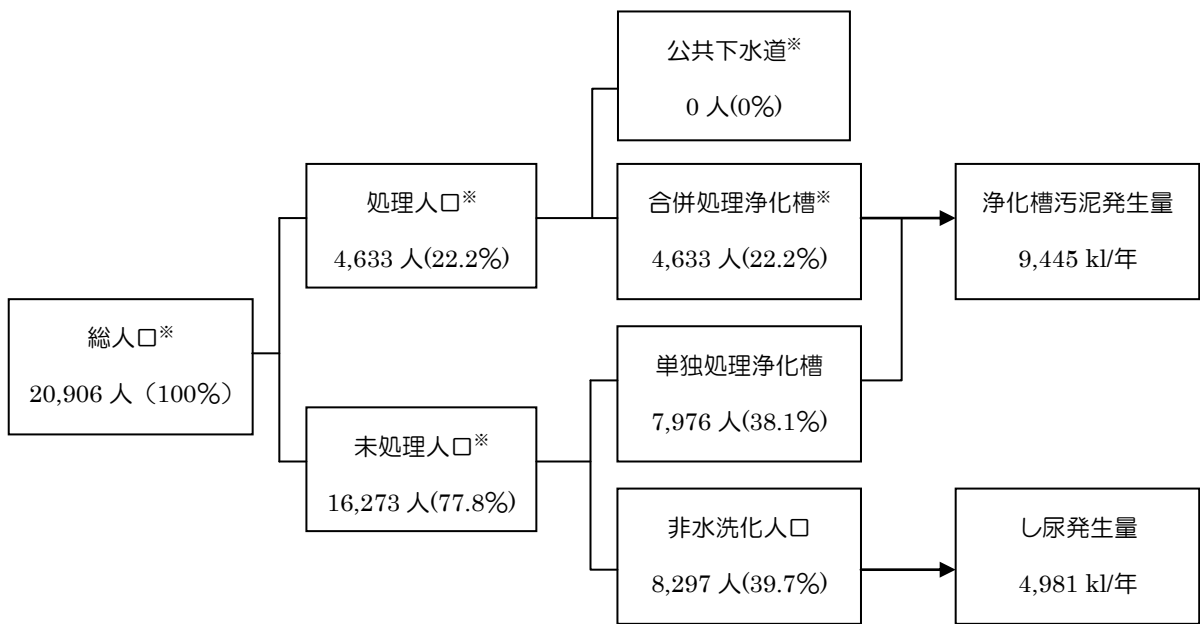 公共下水道※
0 人(0%)
処理人口※
4,633 人(22.2%)
合併処理浄化槽※
4,633 人(22.2%)
浄化槽汚泥発生量
9,445 kl/年
総人口※
20,906 人（100%）
単独処理浄化槽
7,976 人(38.1%)
未処理人口※
16,273 人(77.8%)
非水洗化人口
8,297 人(39.7%)
し尿発生量
4,981 kl/年